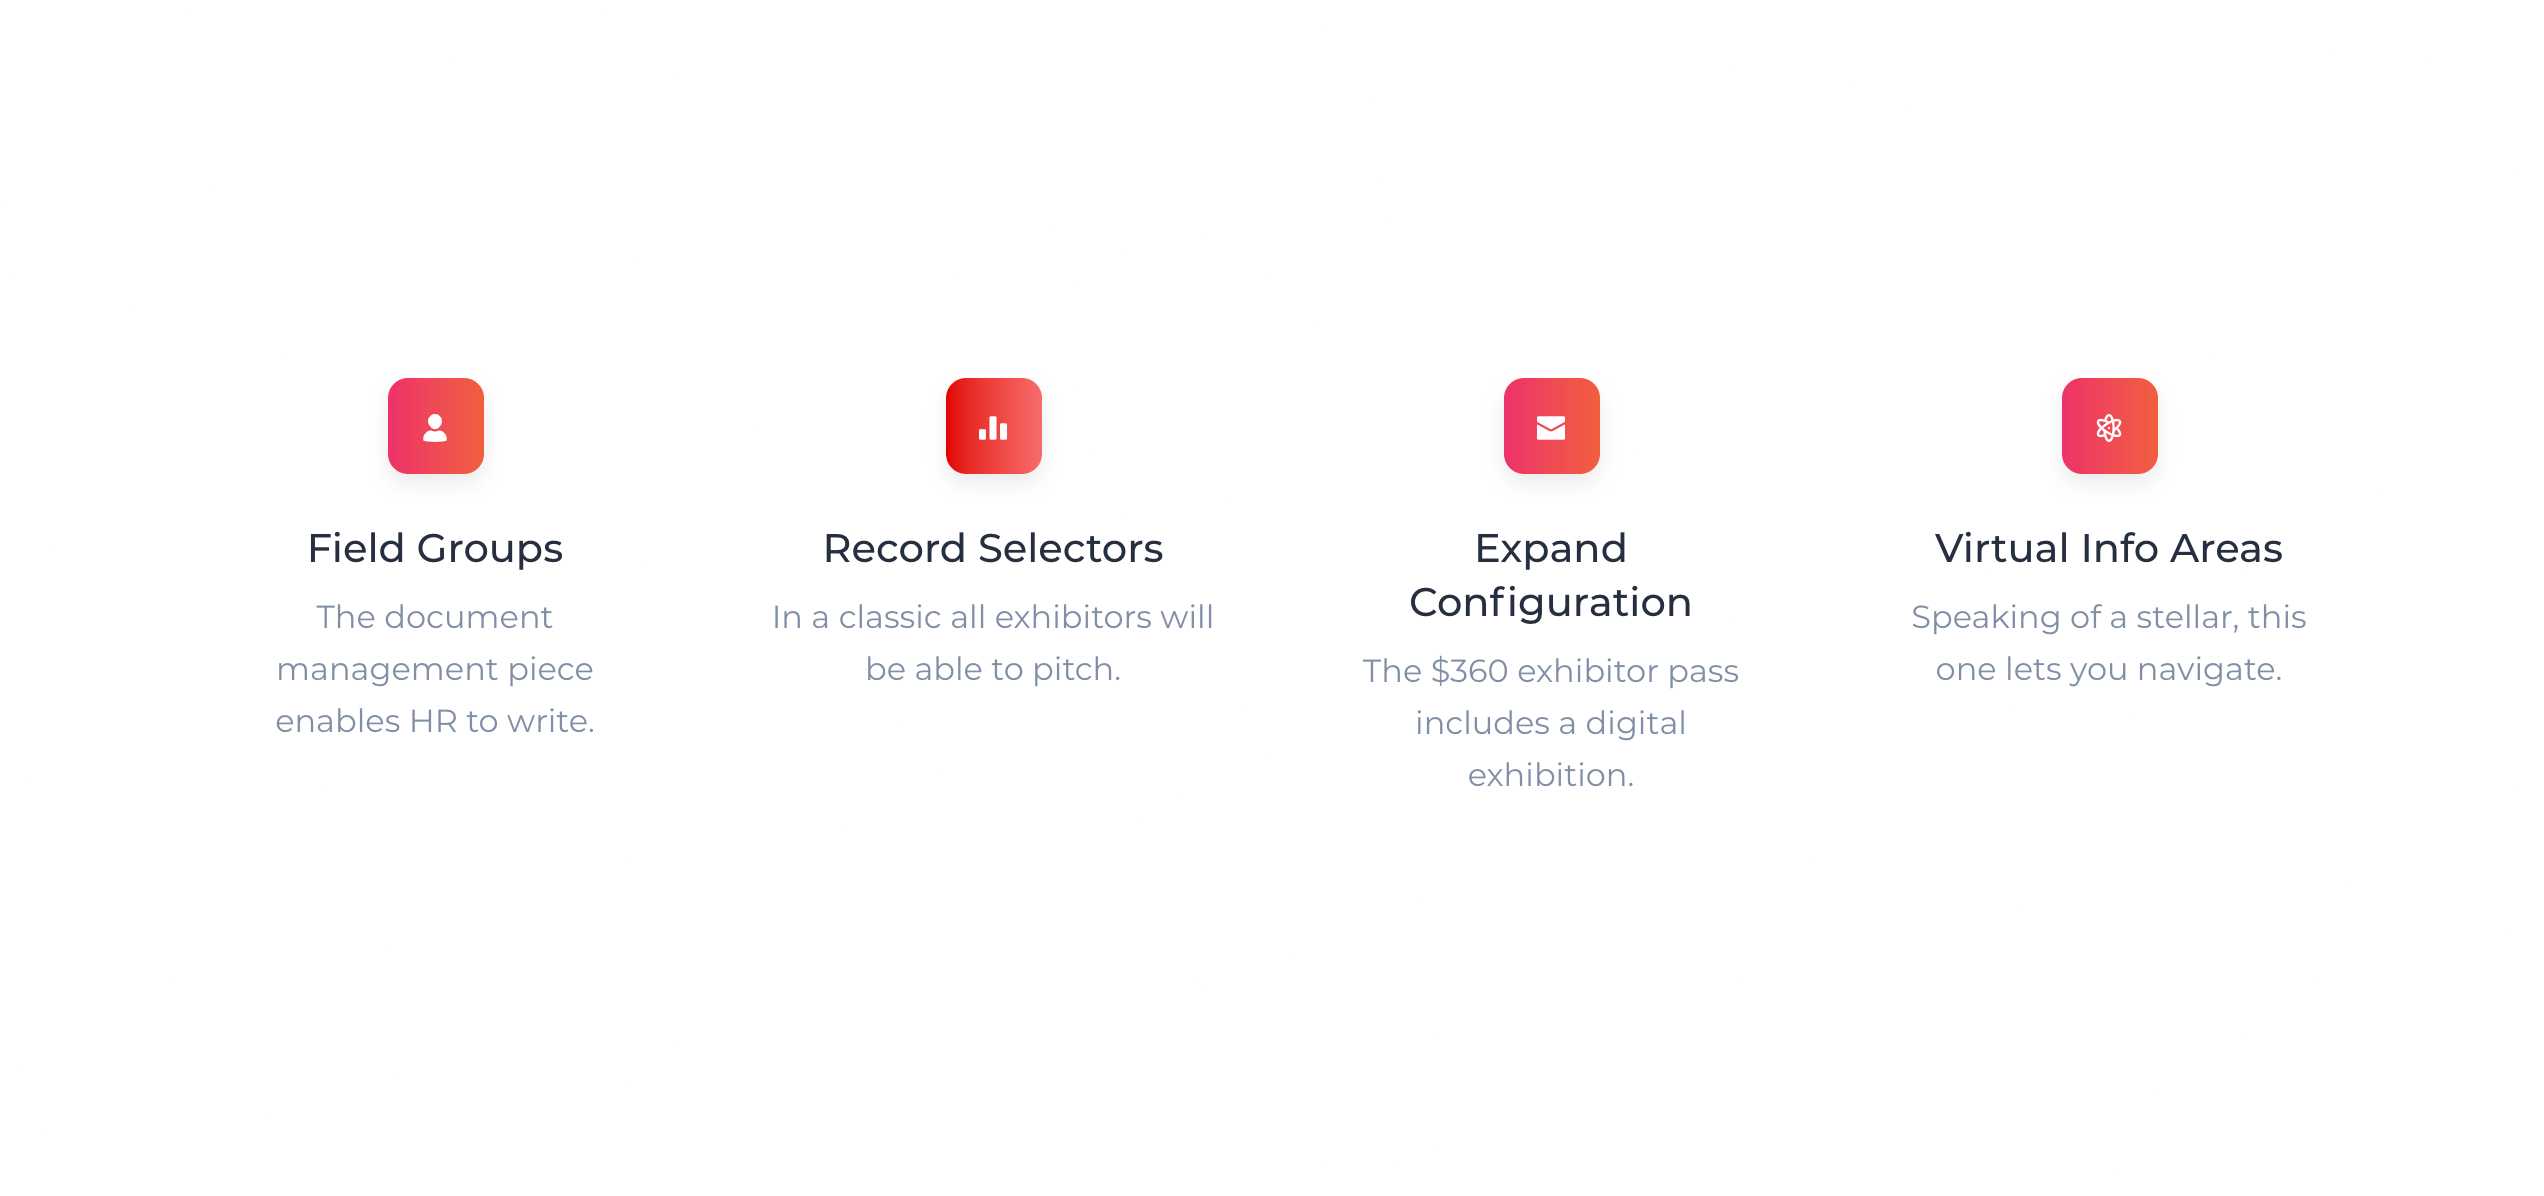 Field Groups
The document
management piece
enables HR to write.
Record Selectors
In a classic all exhibitors will
be able to pitch.
Expand
Configuration
The $360 exhibitor pass
includes a digital
exhibition.
Virtual Info Areas
Speaking of a stellar, this
one lets you navigate.